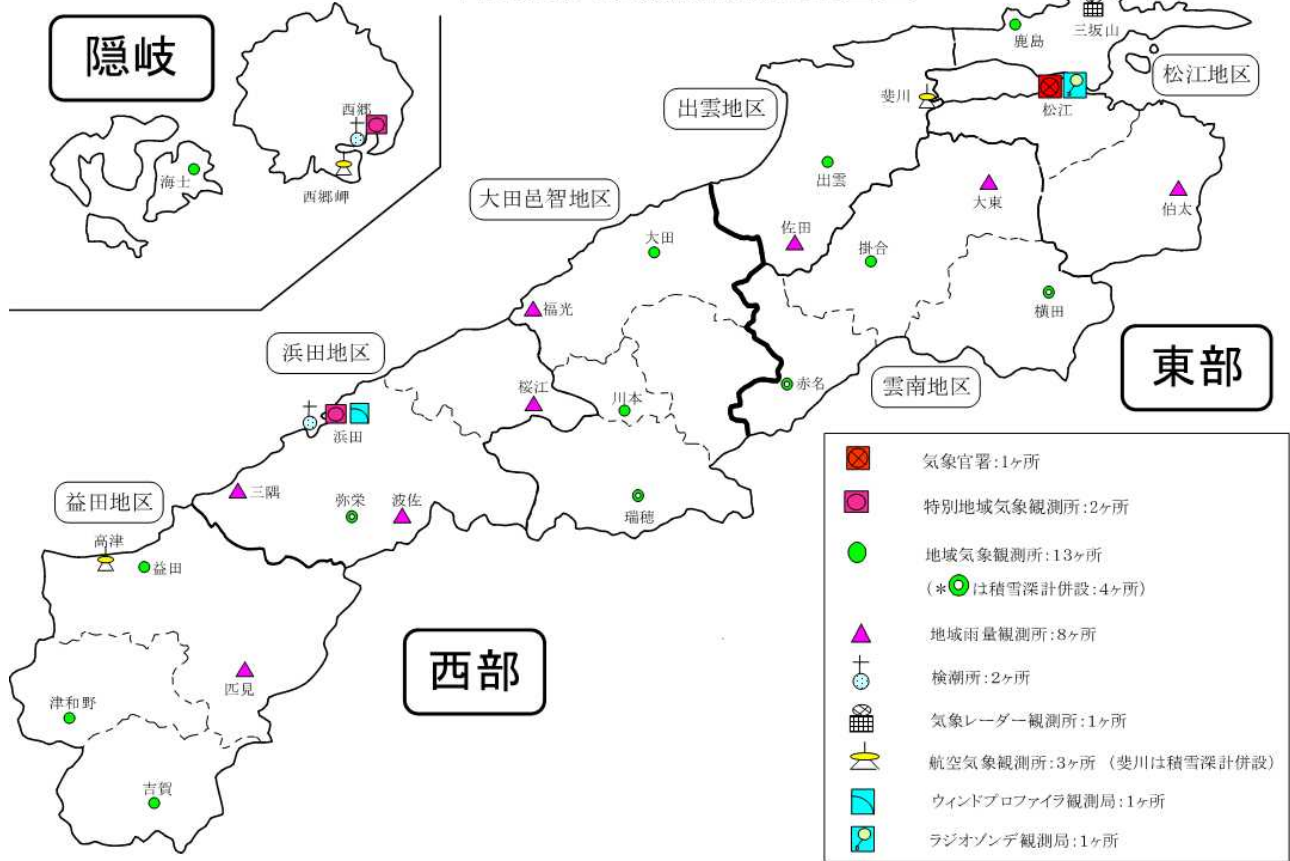 隠岐
西郷
海士
西郷岬
鹿島
三坂山
松江地区
斐川
松江
出雲地区
出雲
大東
伯太
大田邑智地区
佐田
掛合
大田
横田
福光
東部
浜田地区
桜江
川本
赤名
雲南地区
浜田
三隅
弥栄
波佐
瑞穂
益田地区
高津
益田
西部
匹見
津和野
吉賀
気象官署:1ヶ所
特別地域気象観測所:2ヶ所
地域気象観測所:13ヶ所
(*◎は積雪深計併設:4ヶ所)
地域雨量観測所:8ヶ所
検潮所:2ヶ所
気象レーダー観測所:1ヶ所
航空気象観測所:3ヶ所 (斐川は積雪深計併設)
ウィンドプロファイラ観測局:1ヶ所
ラジオゾンデ観測局:1ヶ所